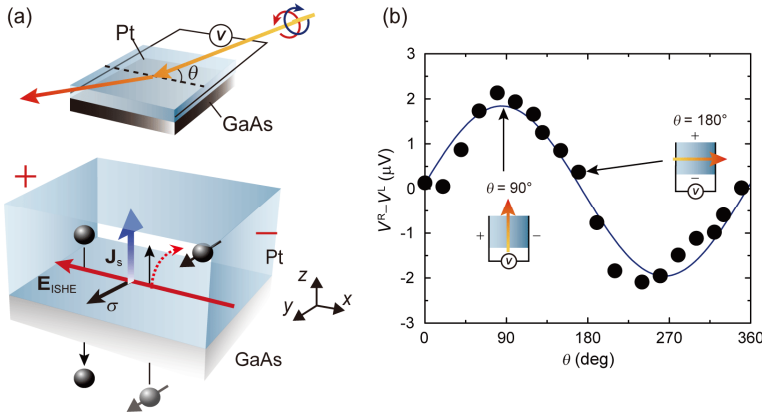 (a)
Pt
V
θ
GaAs
+
−
J_s
Pt
E_ISHE
σ
z
y
x
GaAs
(b)
V^R_V^L (μV)
3
2
1
0
-1
-2
-3
θ = 180°
+
−
V
θ = 90°
+ −
V
0 90 180 270 360
θ (deg)